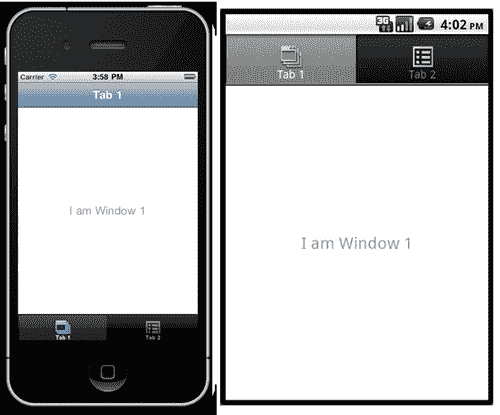 Carrier 3:58 PM
Tab 1
I am Window 1
Tab 1 Tab 2
3G 4:02 PM
Tab 1 Tab 2
I am Window 1